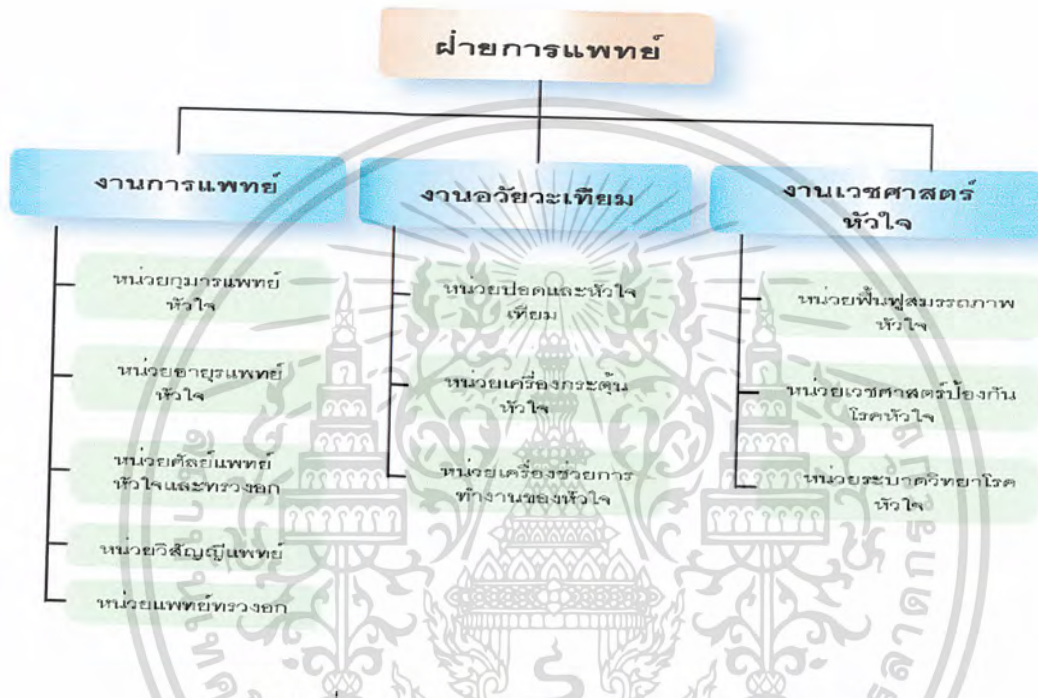 ฝ่ายการแพทย์
งานการแพทย์
หน่วยกุมารแพทย์
หัวใจ
หน่วยอายุรแพทย์
หัวใจ
หน่วยศัลย์แพทย์
หัวใจและทรวงอก
หน่วยวิสัญญีแพทย์
หน่วยแพทย์ทรวงอก
งานอวัยวะเทียม
หน่วยปอดและหัวใจ
เทียม
หน่วยเครื่องกระตุ้น
หัวใจ
หน่วยเครื่องช่วยการ
ทำงานของหัวใจ
งานเวชศาสตร์
หัวใจ
หน่วยฟื้นฟูสมรรถภาพ
หัวใจ
หน่วยเวชศาสตร์ป้องกัน
โรคหัวใจ
หน่วยระบาดวิทยาโรค
หัวใจ